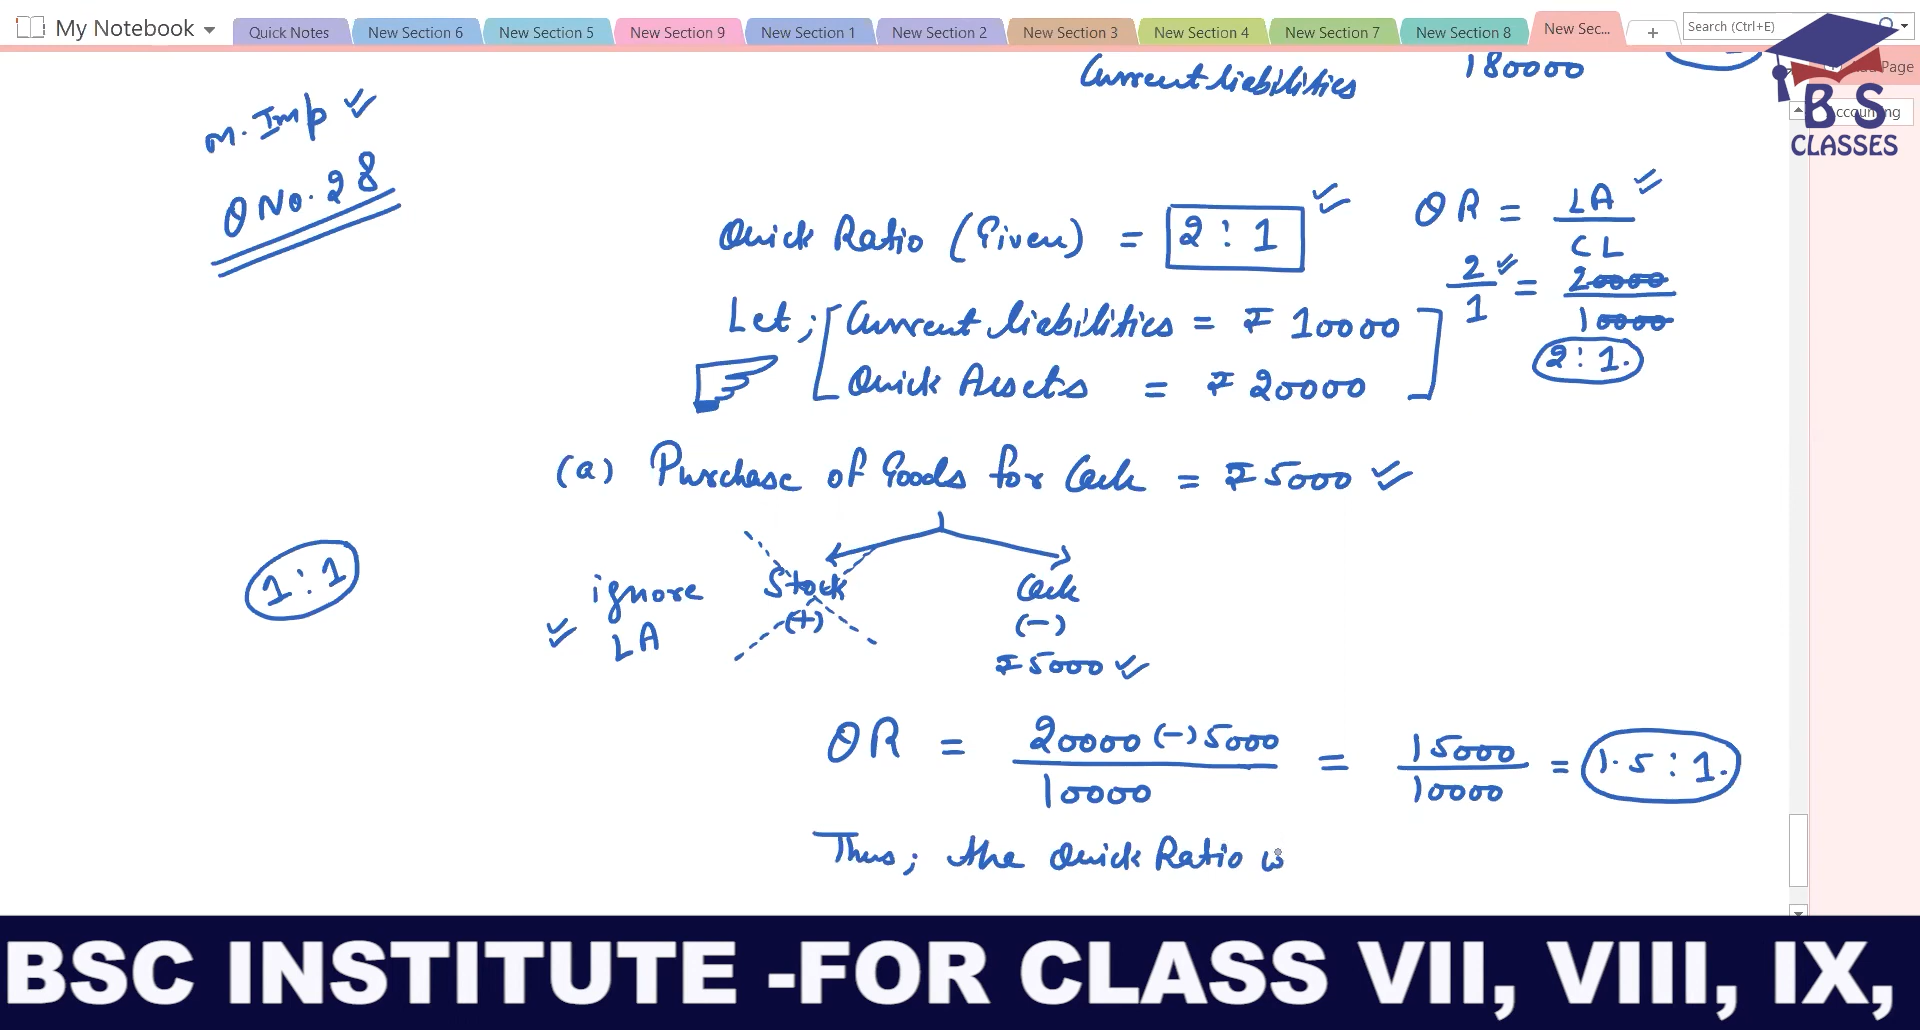 My Notebook
Quick Notes
New Section 6
New Section 5
New Section 9
New Section 1
New Section 2
New Section 3
New Section 4
New Section 7
New Section 8
New Sec...
+
Search (Ctrl+E)
Add Page
Accounting
BS
CLASSES
Current liabilities 180000
M. Imp
Q No. 28
Quick Ratio (Given) = 2 : 1
QR = LA
CL
2/1 = 20000/10000
2 : 1.
Let ; Current liabilities = ₹ 10000
Quick Assets = ₹ 20000
(a) Purchase of Goods for Cash = ₹ 5000
1 : 1
ignore Stock Cash
LA (+) (-)
₹ 5000
QR = 20000 (-) 5000 / 10000 = 15000 / 10000 = 1.5 : 1.
Thus ; the Quick Ratio is
BSC INSTITUTE -FOR CLASS VII, VIII, IX,